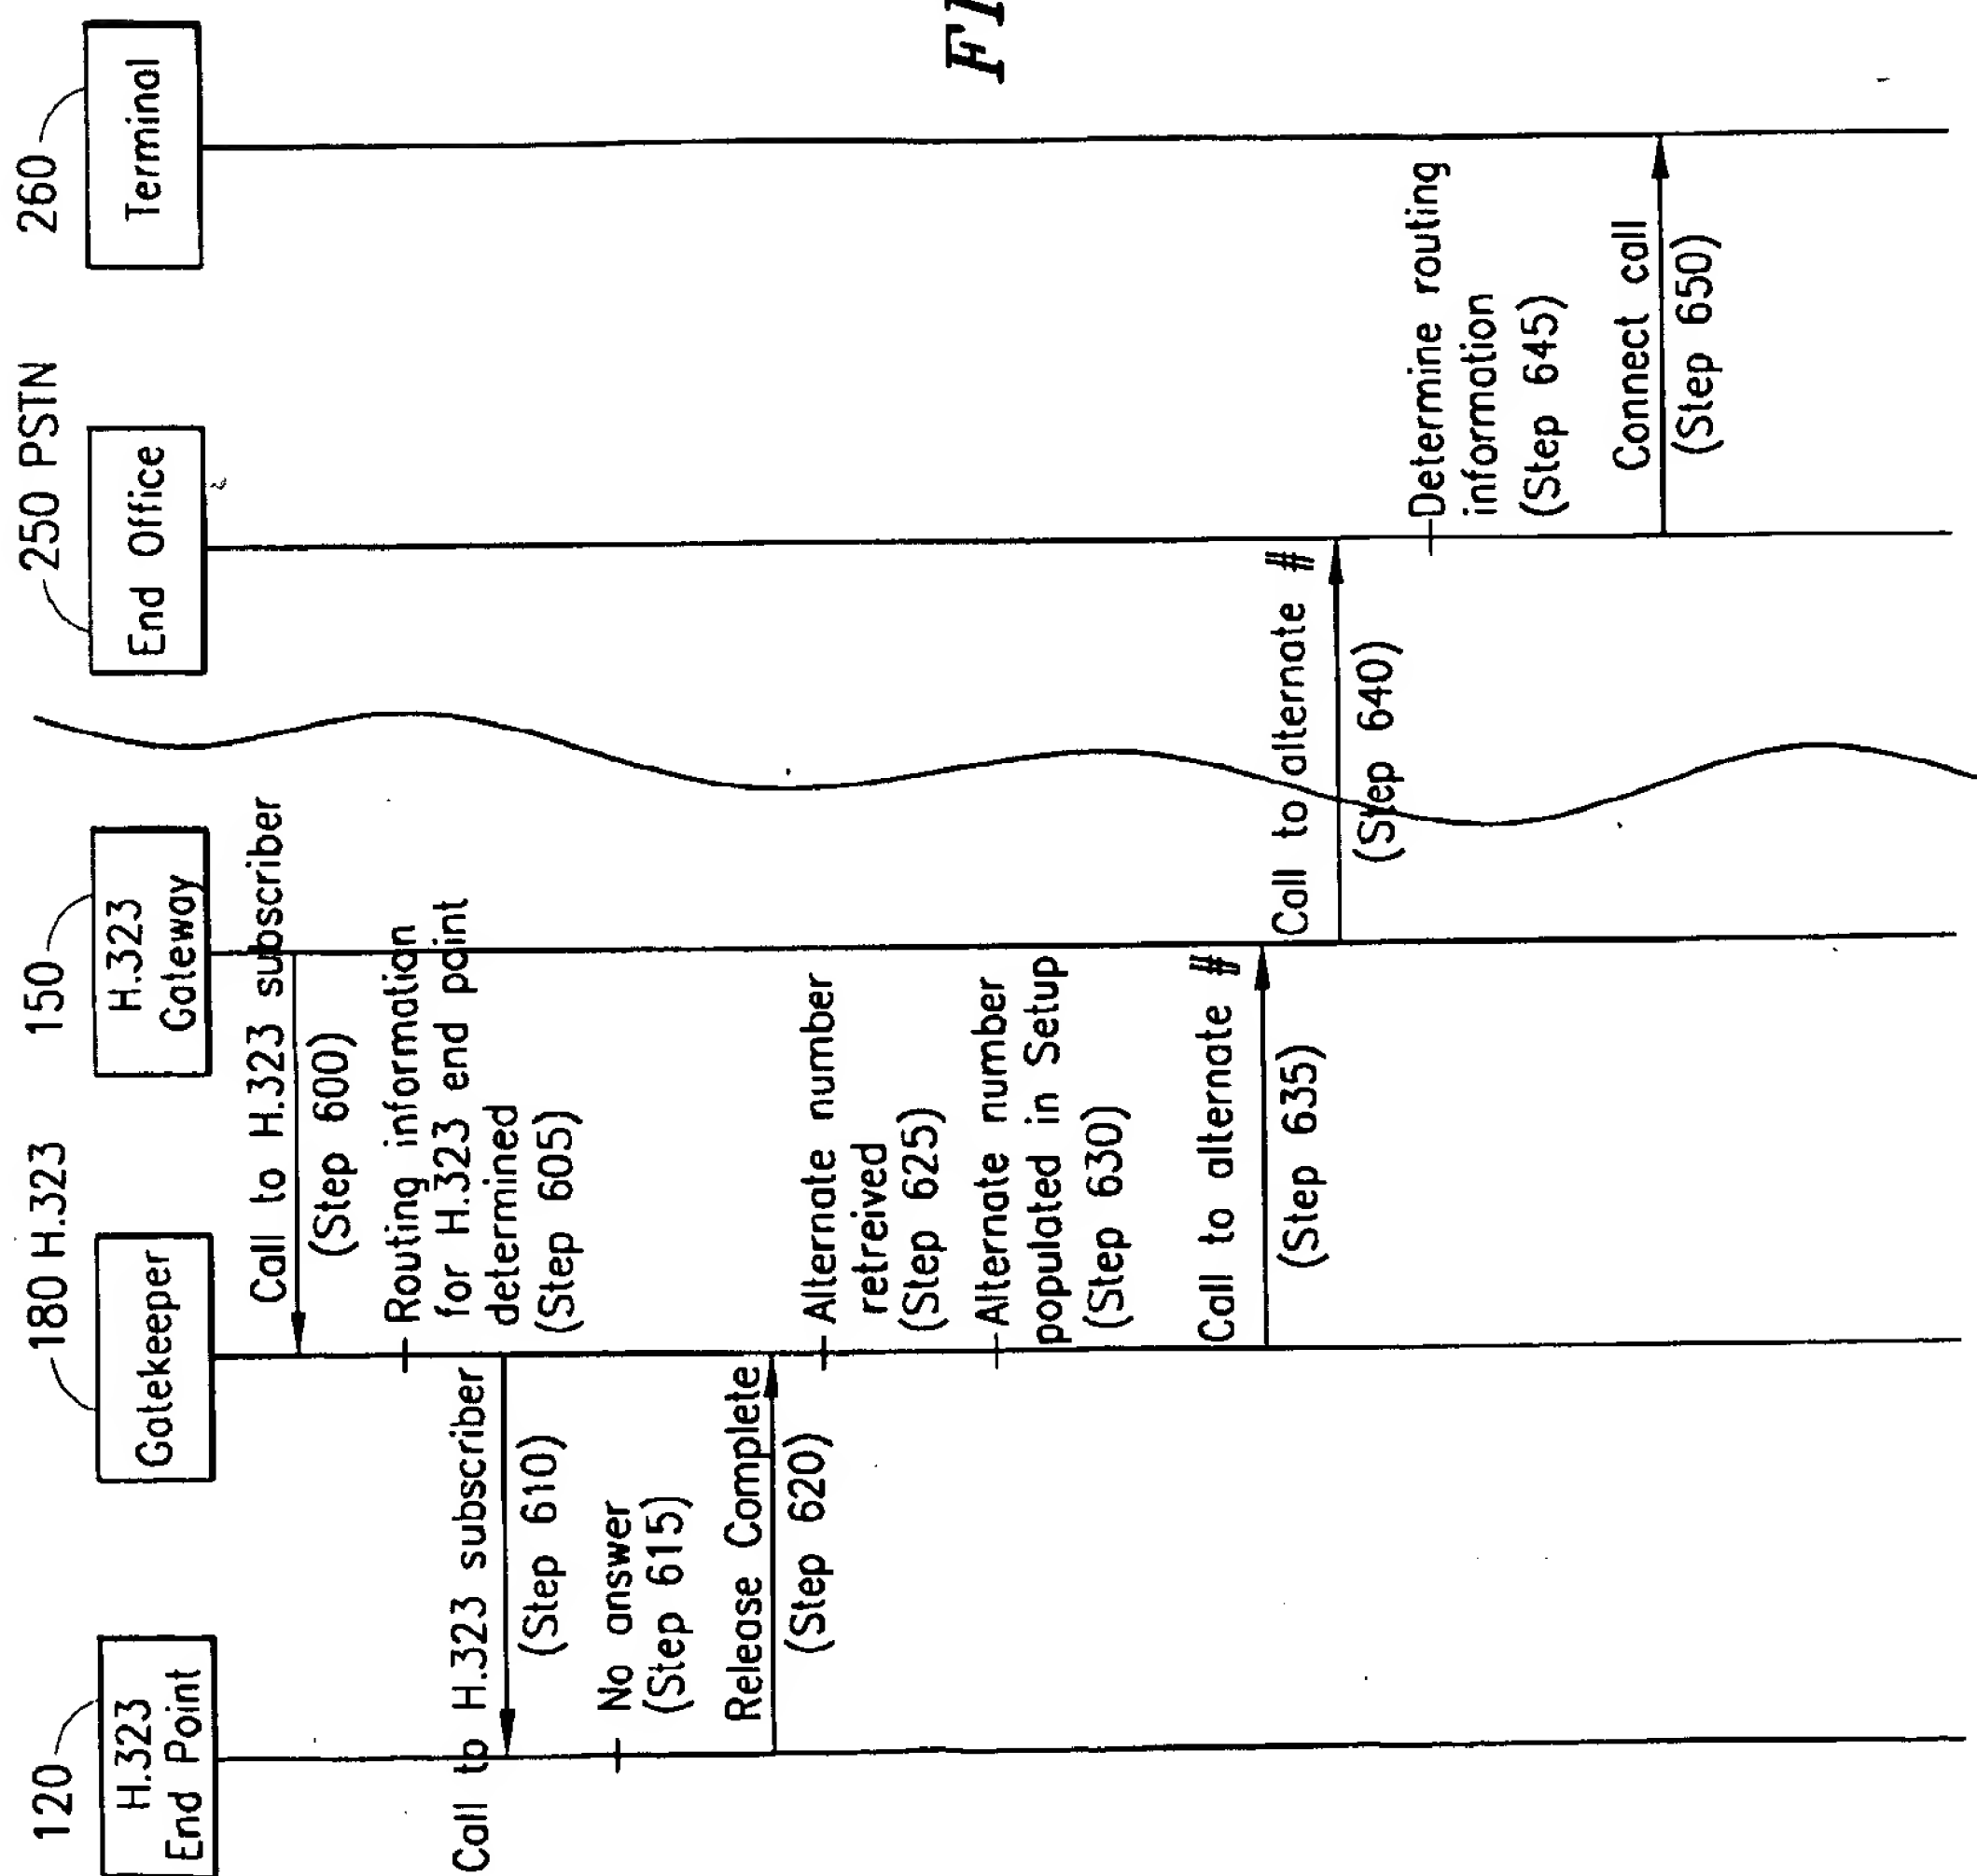 120
H.323
End Point
180 H.323
Gatekeeper
150
H.323
Gateway
250 PSTN
End Office
260
Terminal
Call to H.323 subscriber
(Step 600)
Routing information
for H.323 end point
determined
(Step 605)
Call to H.323 subscriber
(Step 610)
No answer
(Step 615)
Release Complete
(Step 620)
Alternate number
retreived
(Step 625)
Alternate number
populated in Setup
(Step 630)
Call to alternate #
(Step 635)
Call to alternate #
(Step 640)
Determine routing
information
(Step 645)
Connect call
(Step 650)